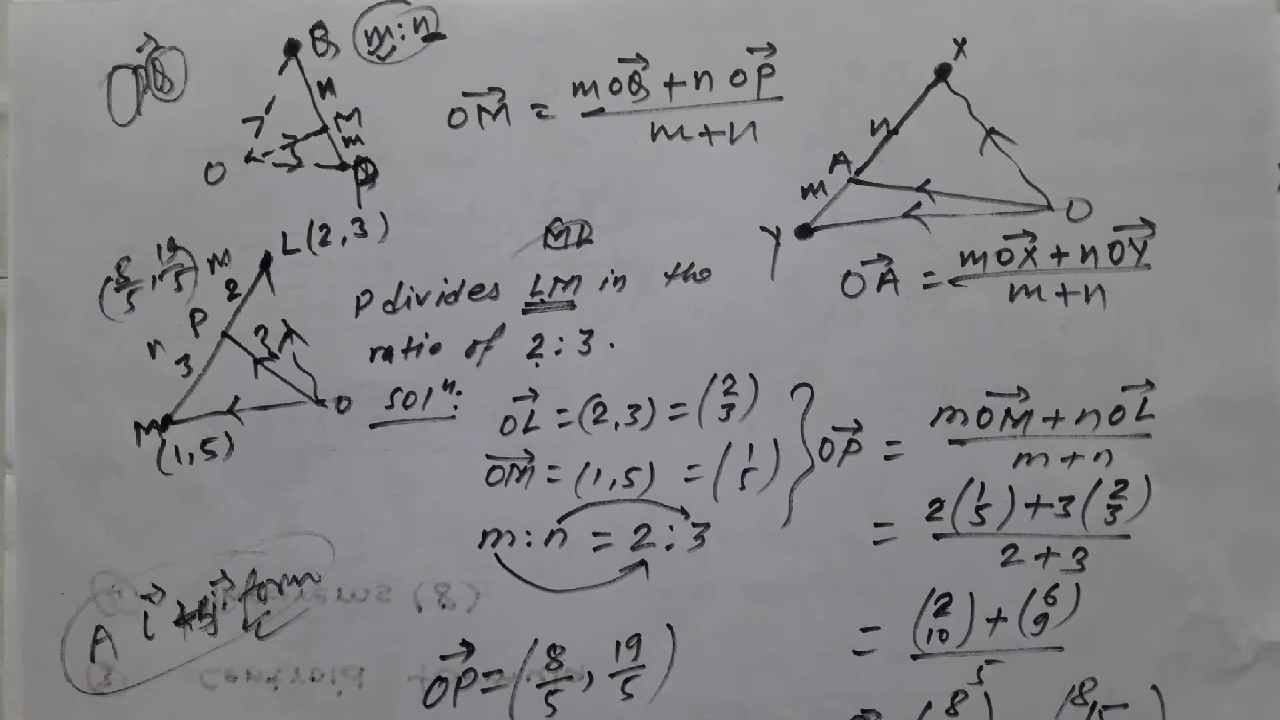 OB m:n
B
n
M
m
O
P
OM = (mOB + nOP)/(m+n)
X
n
A
m
Y
O
OA = (mOX + nOY)/(m+n)
L(2,3)
(8/5, 19/5)
m
2
P
n
3
O
M
(1,5)
P divides LM in the
ratio of 2:3.
solⁿ:
OL = (2,3) = (2 3)
OM = (1,5) = (1 5)
m:n = 2:3
OP = (mOM + nOL)/(m+n)
= (2(1 5) + 3(2 3))/(2+3)
= ((2 10) + (6 9))/5
A i + j form
OP = (8/5, 19/5)